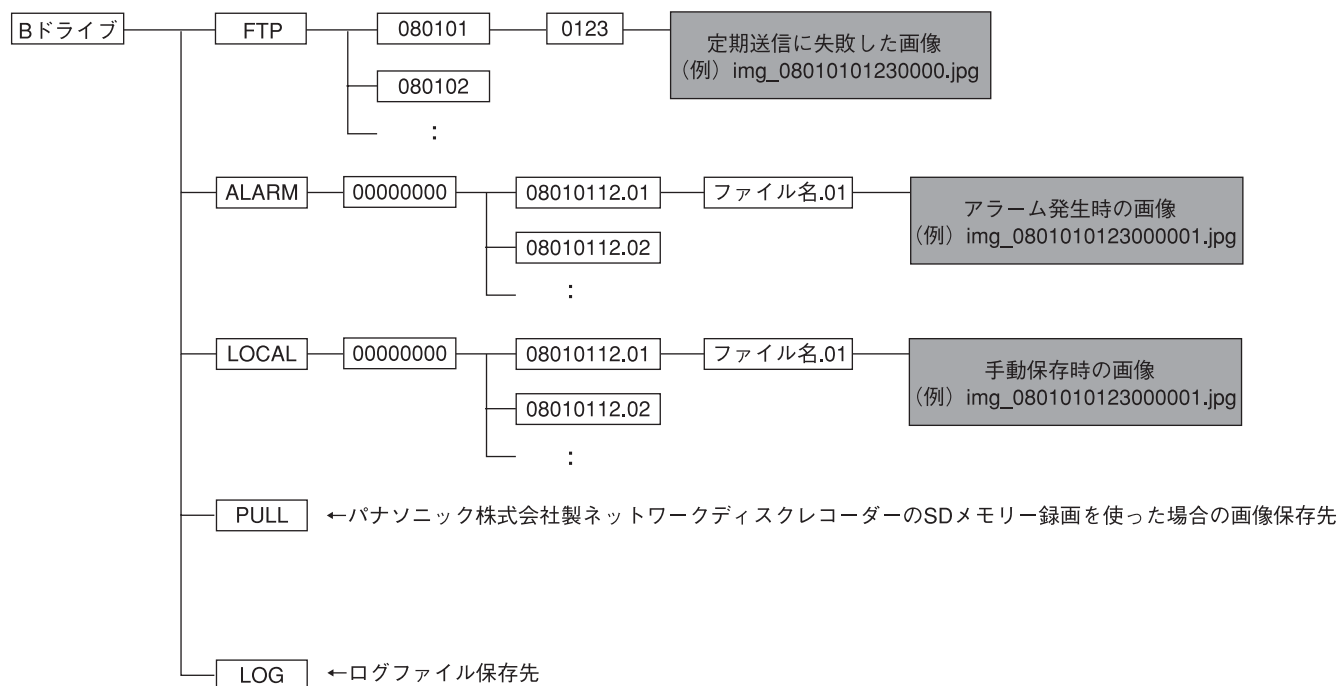 Bドライブ FTP 080101 0123 定期送信に失敗した画像
(例) img_08010101230000.jpg
080102
:
ALARM 00000000 08010112.01 ファイル名.01 アラーム発生時の画像
(例) img_0801010123000001.jpg
08010112.02
:
LOCAL 00000000 08010112.01 ファイル名.01 手動保存時の画像
(例) img_0801010123000001.jpg
08010112.02
:
PULL ←パナソニック株式会社製ネットワークディスクレコーダーのSDメモリー録画を使った場合の画像保存先
LOG ←ログファイル保存先